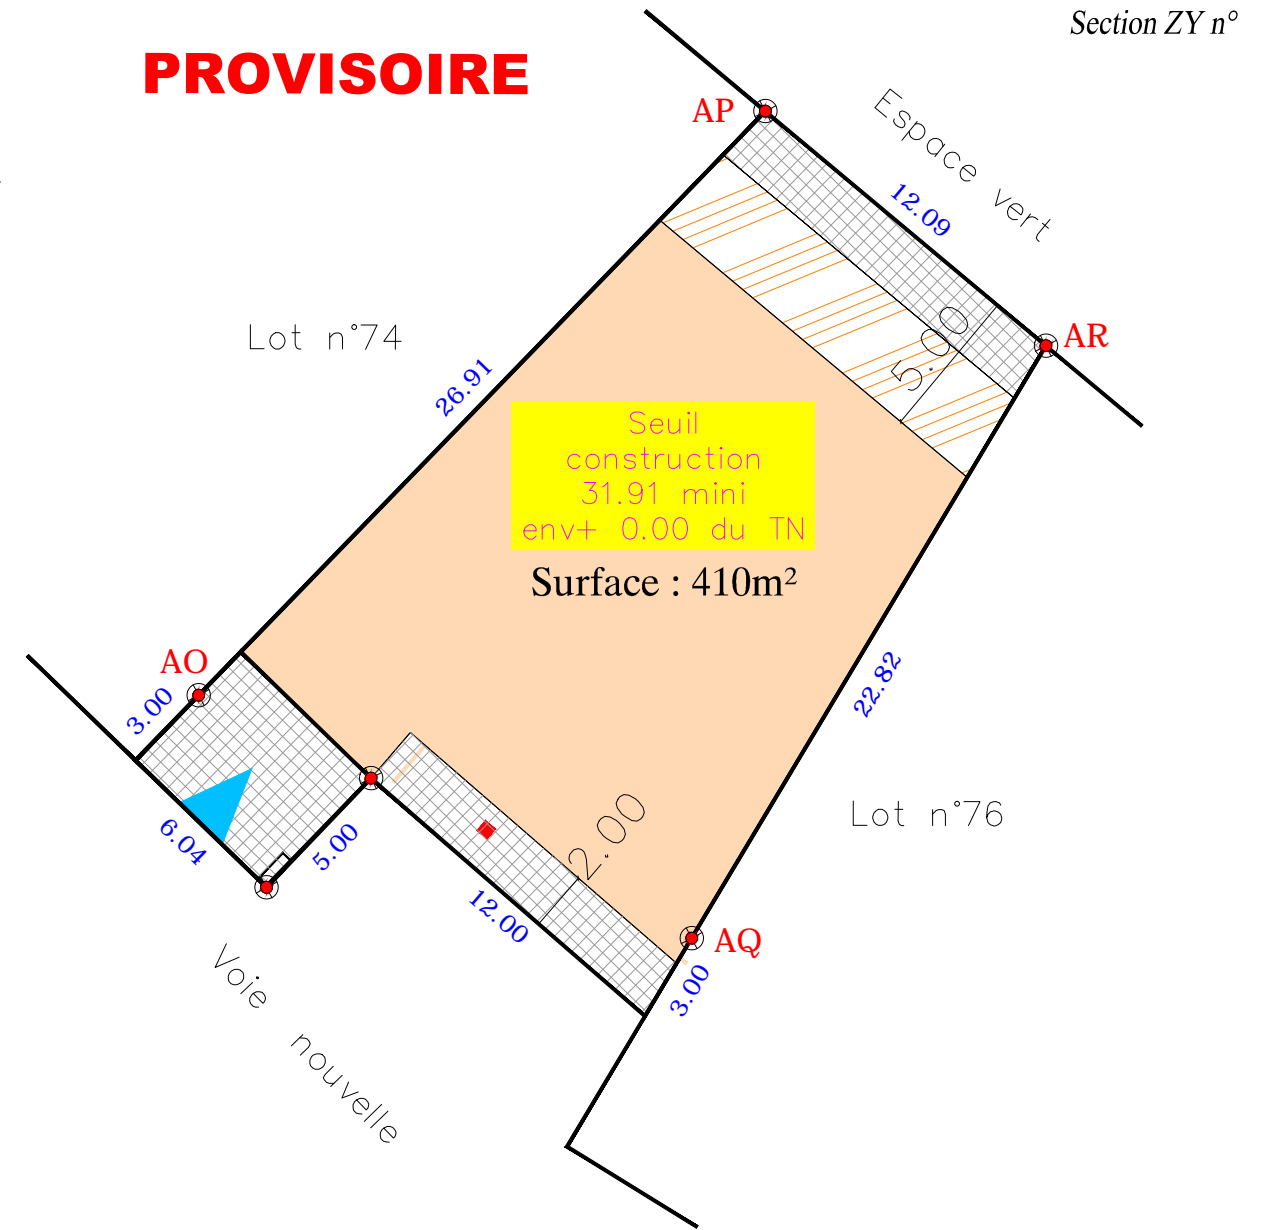 Section ZY n°
PROVISOIRE
AP
Espace vert
12.09
AR
Lot n°74
26.91
5.00
Seuil
construction
31.91 mini
env+ 0.00 du TN
Surface : 410m²
AO
3.00
22.82
6.04
5.00
2.00
Lot n°76
12.00
AQ
3.00
Voie nouvelle